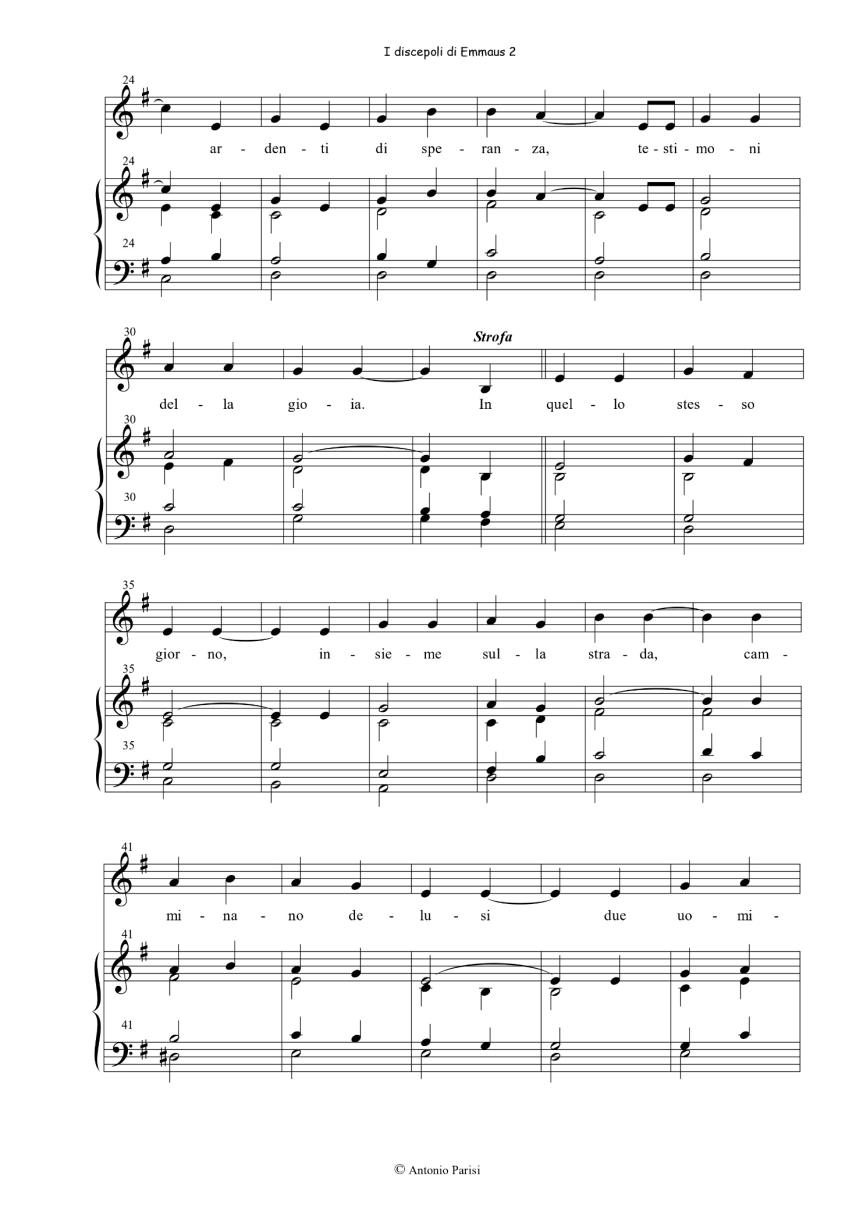 I discepoli di Emmaus 2
24
ar - den - ti di spe - ran - za, te - sti - mo - ni
24
24
30 Strofa
del - la gio - ia. In quel - lo stes - so
30
30
35
gior - no, in - sie - me sul - la stra - da, cam -
35
35
41
mi - na - no de - lu - si due uo - mi -
41
41
© Antonio Parisi